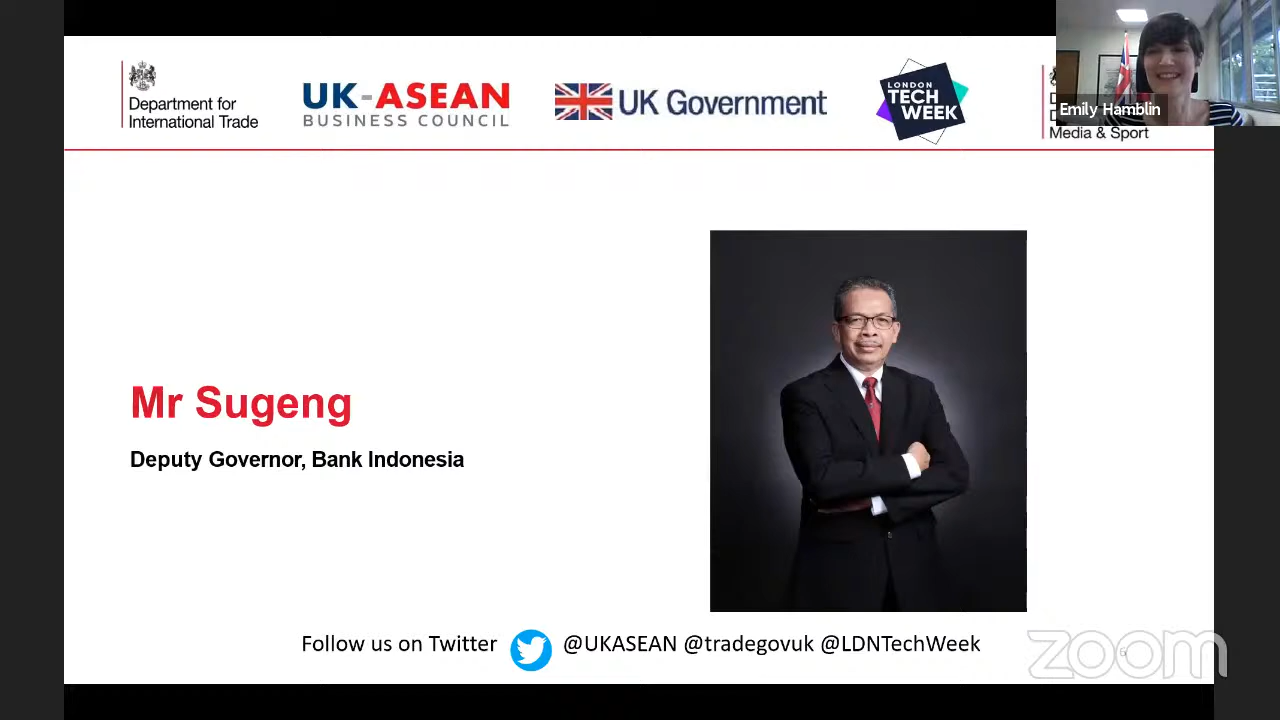 Department for
International Trade
UK-ASEAN
BUSINESS COUNCIL
UK Government
LONDON
TECH
WEEK
Emily Hamblin
Media & Sport
Mr Sugeng
Deputy Governor, Bank Indonesia
Follow us on Twitter @UKASEAN @tradegovuk @LDNTechWeek
zoom